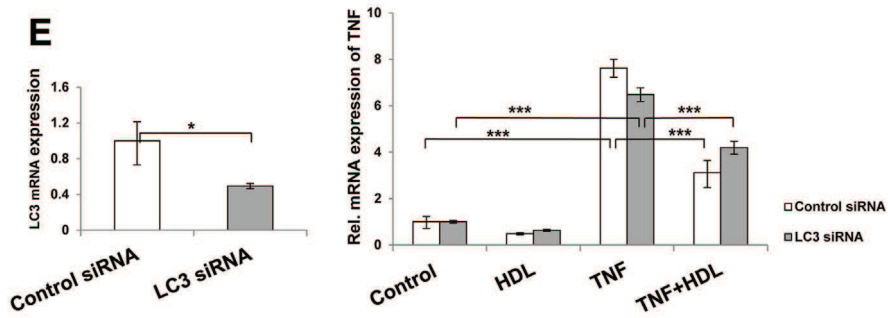 E
LC3 mRNA expression
1.6
1.2
0.8
0.4
0
*
Control siRNA
LC3 siRNA
Rel. mRNA expression of TNF
10
8
6
4
2
0
***
***
***
***
Control
HDL
TNF
TNF+HDL
Control siRNA
LC3 siRNA